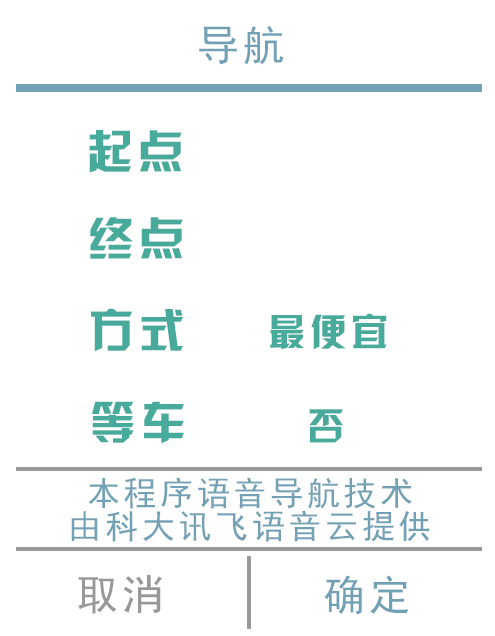 导航
起点
终点
方式 最便宜
等车 否
本程序语音导航技术
由科大讯飞语音云提供
取消 确定